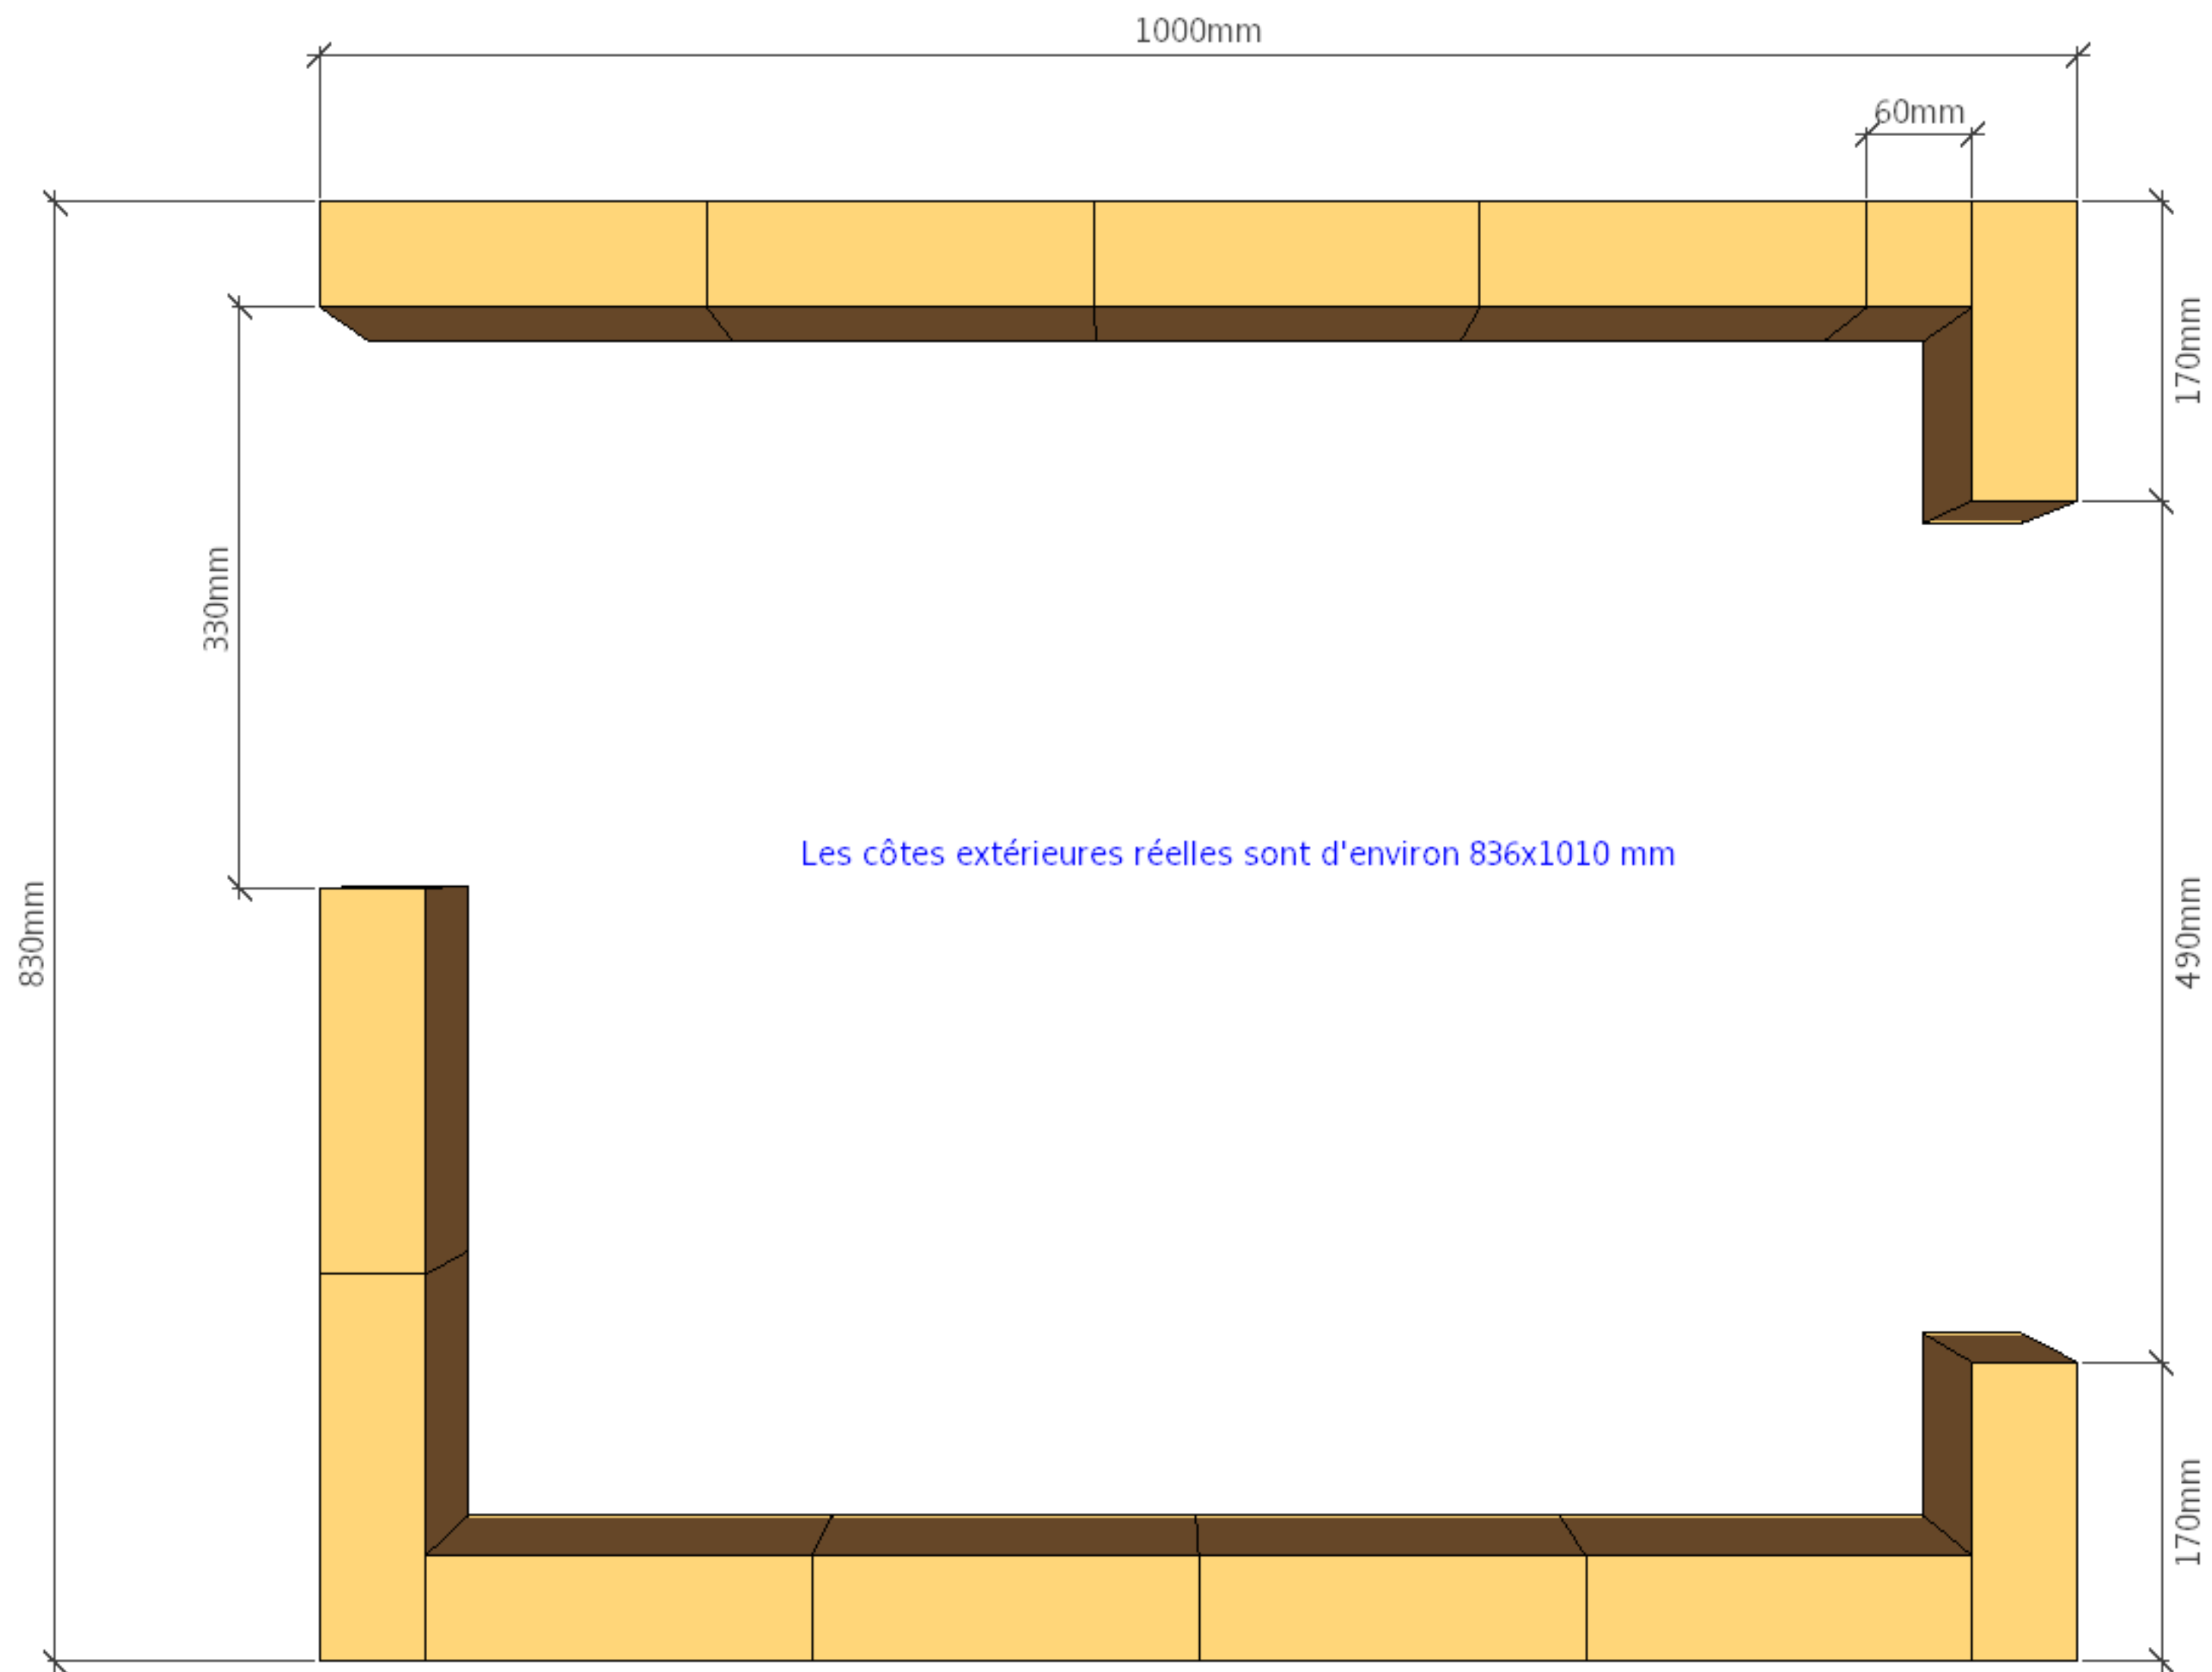 1000mm
60mm
170mm
330mm
Les côtes extérieures réelles sont d'environ 836x1010 mm
830mm
490mm
170mm